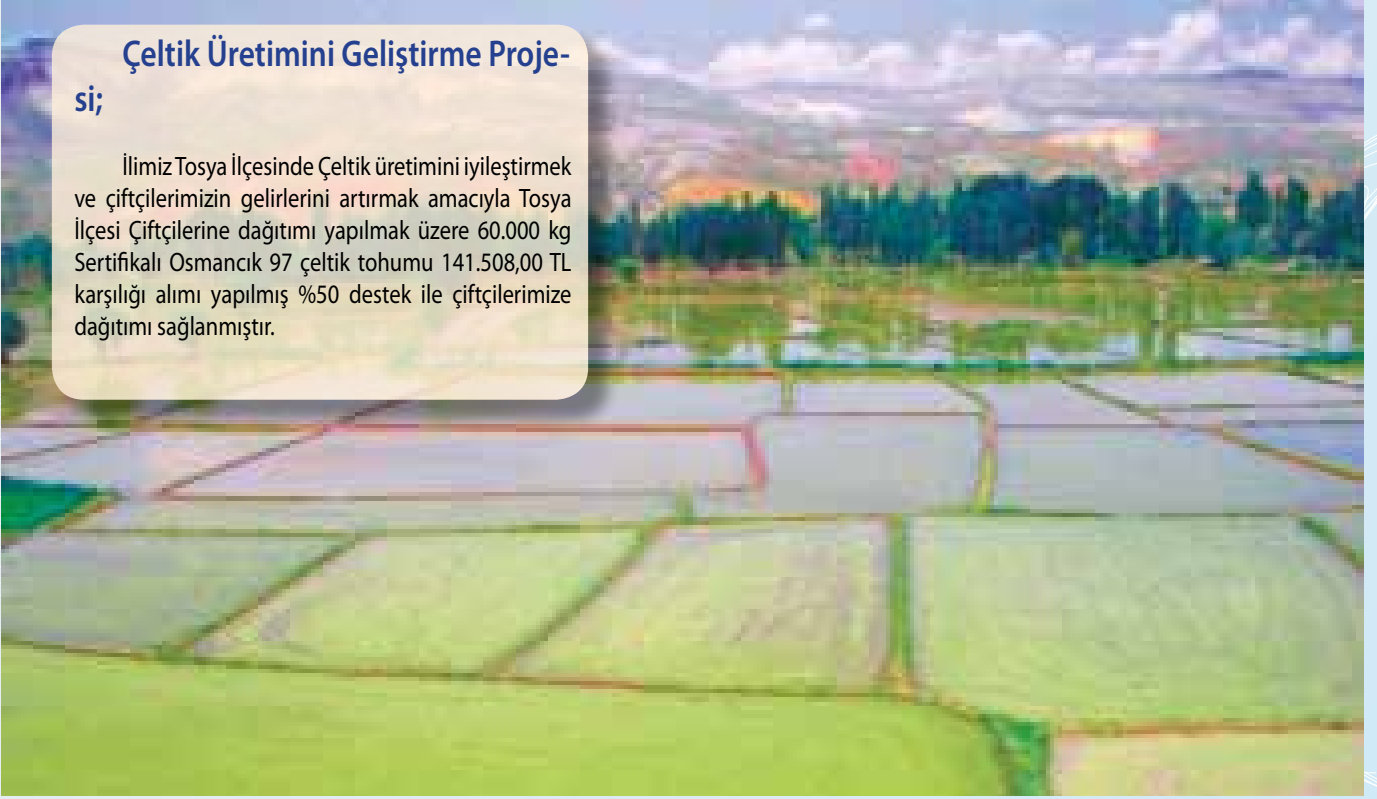 Çeltik Üretimini Geliştirme Proje-
si;
İlimiz Tosya İlçesinde Çeltik üretimini iyileştirmek
ve çiftçilerimizin gelirlerini artırmak amacıyla Tosya
İlçesi Çiftçilerine dağıtımı yapılmak üzere 60.000 kg
Sertifikalı Osmancık 97 çeltik tohumu 141.508,00 TL
karşılığı alımı yapılmış %50 destek ile çiftçilerimize
dağıtımı sağlanmıştır.